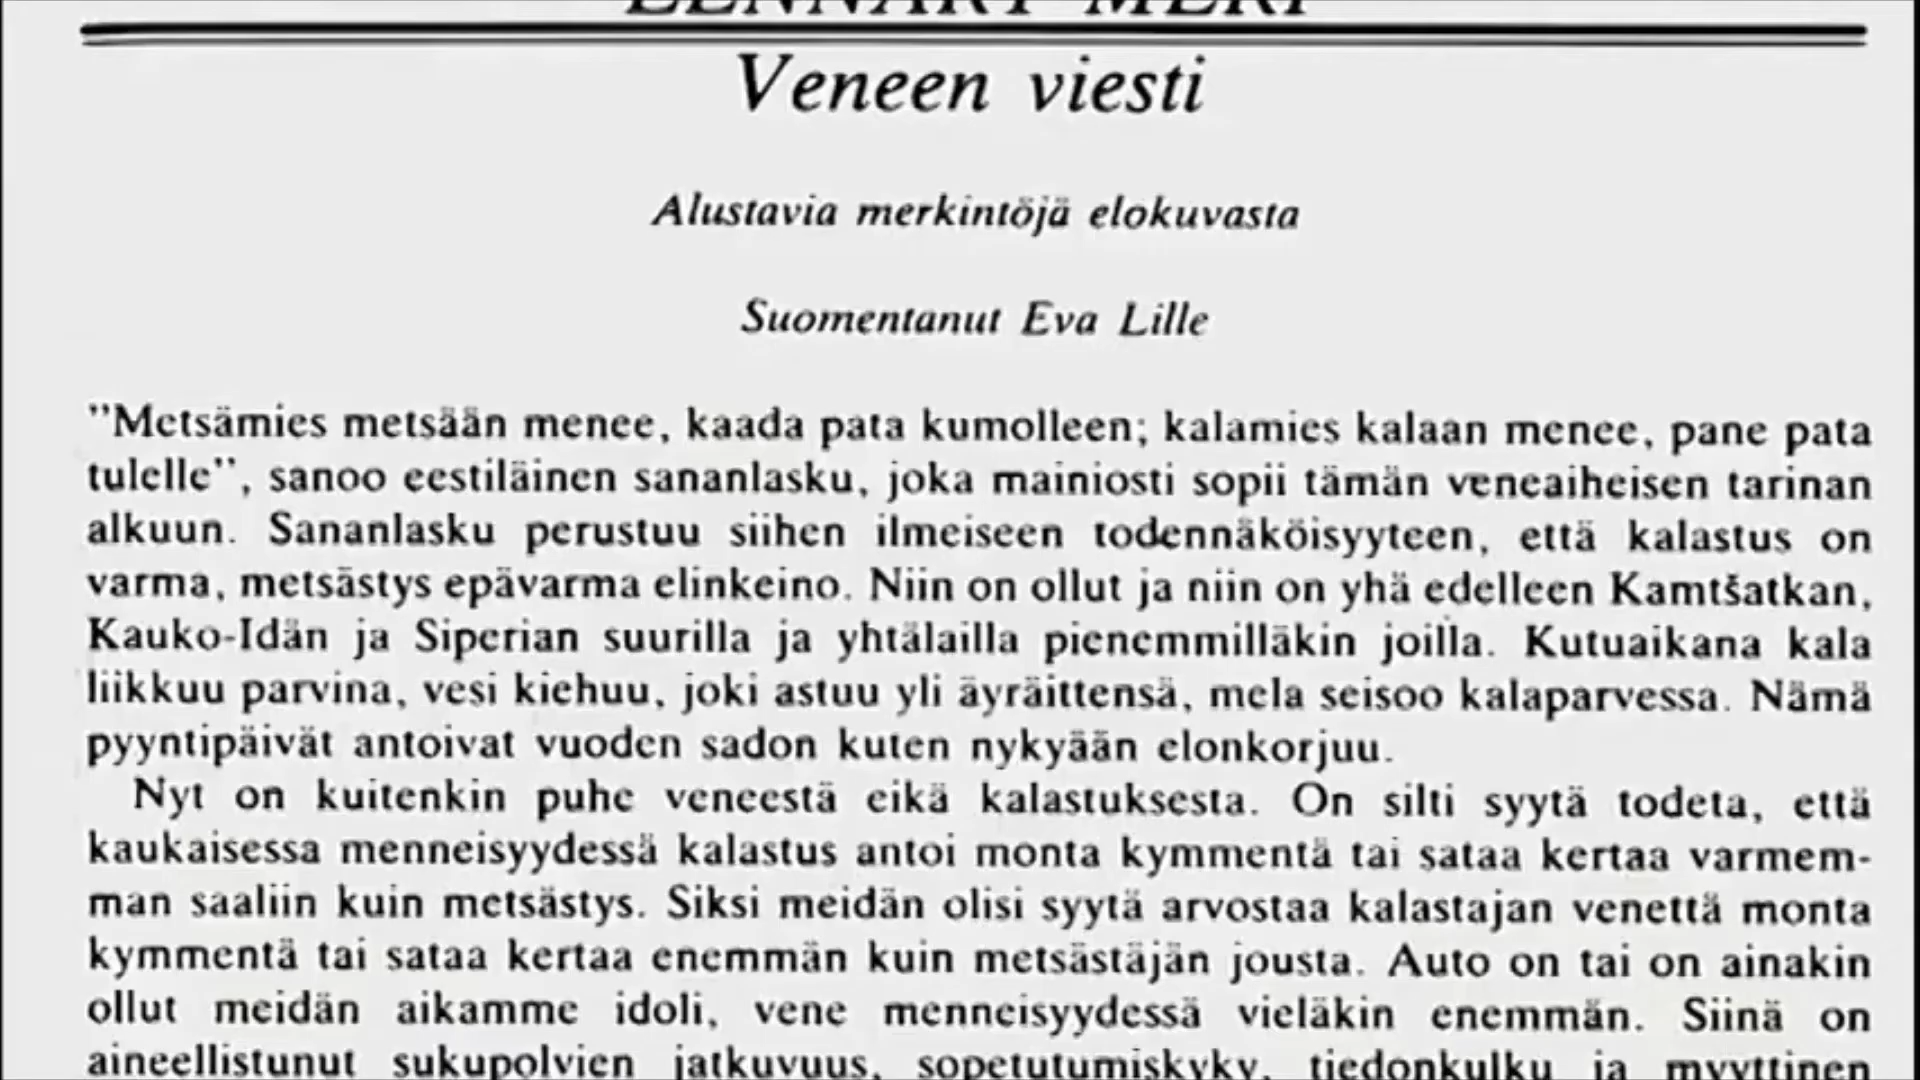 LENNART MERI
Veneen viesti
Alustavia merkintöjä elokuvasta
Suomentanut Eva Lille
"Metsämies metsään menee, kaada pata kumolleen; kalamies kalaan menee, pane pata
tulelle", sanoo eestiläinen sananlasku, joka mainiosti sopii tämän veneaiheisen tarinan
alkuun. Sananlasku perustuu siihen ilmeiseen todennäköisyyteen, että kalastus on
varma, metsästys epävarma elinkeino. Niin on ollut ja niin on yhä edelleen Kamtšatkan,
Kauko-Idän ja Siperian suurilla ja yhtälailla pienemmilläkin joilla. Kutuaikana kala
liikkuu parvina, vesi kiehuu, joki astuu yli äyräittensä, mela seisoo kalaparvessa. Nämä
pyyntipäivät antoivat vuoden sadon kuten nykyään elonkorjuu.
Nyt on kuitenkin puhe veneestä eikä kalastuksesta. On silti syytä todeta, että
kaukaisessa menneisyydessä kalastus antoi monta kymmentä tai sataa kertaa varmem-
man saaliin kuin metsästys. Siksi meidän olisi syytä arvostaa kalastajan venettä monta
kymmentä tai sataa kertaa enemmän kuin metsästäjän jousta. Auto on tai on ainakin
ollut meidän aikamme idoli, vene menneisyydessä vieläkin enemmän. Siinä on
aineellistunut sukupolvien jatkuvuus, sopetutumiskyky, tiedonkulku ja myyttinen